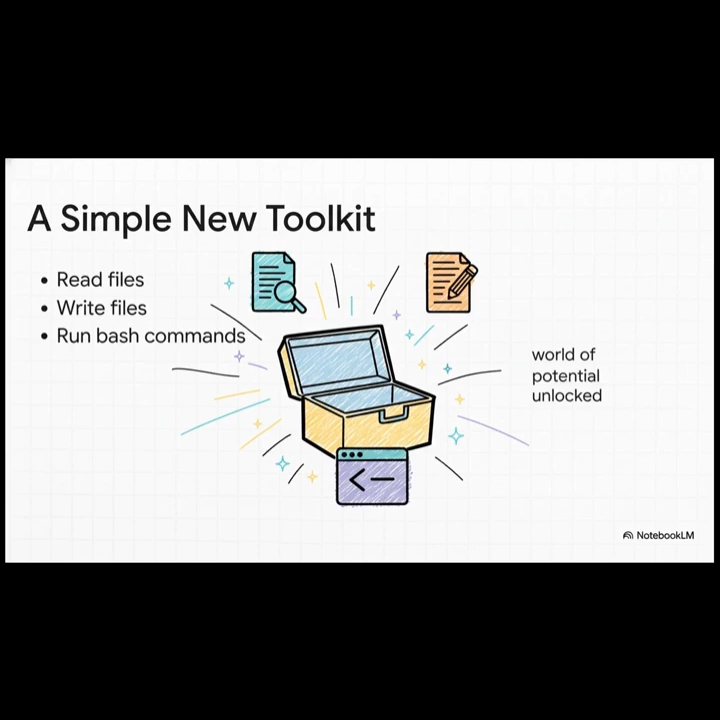 A Simple New Toolkit
• Read files
• Write files
• Run bash commands
world of
potential
unlocked
NotebookLM